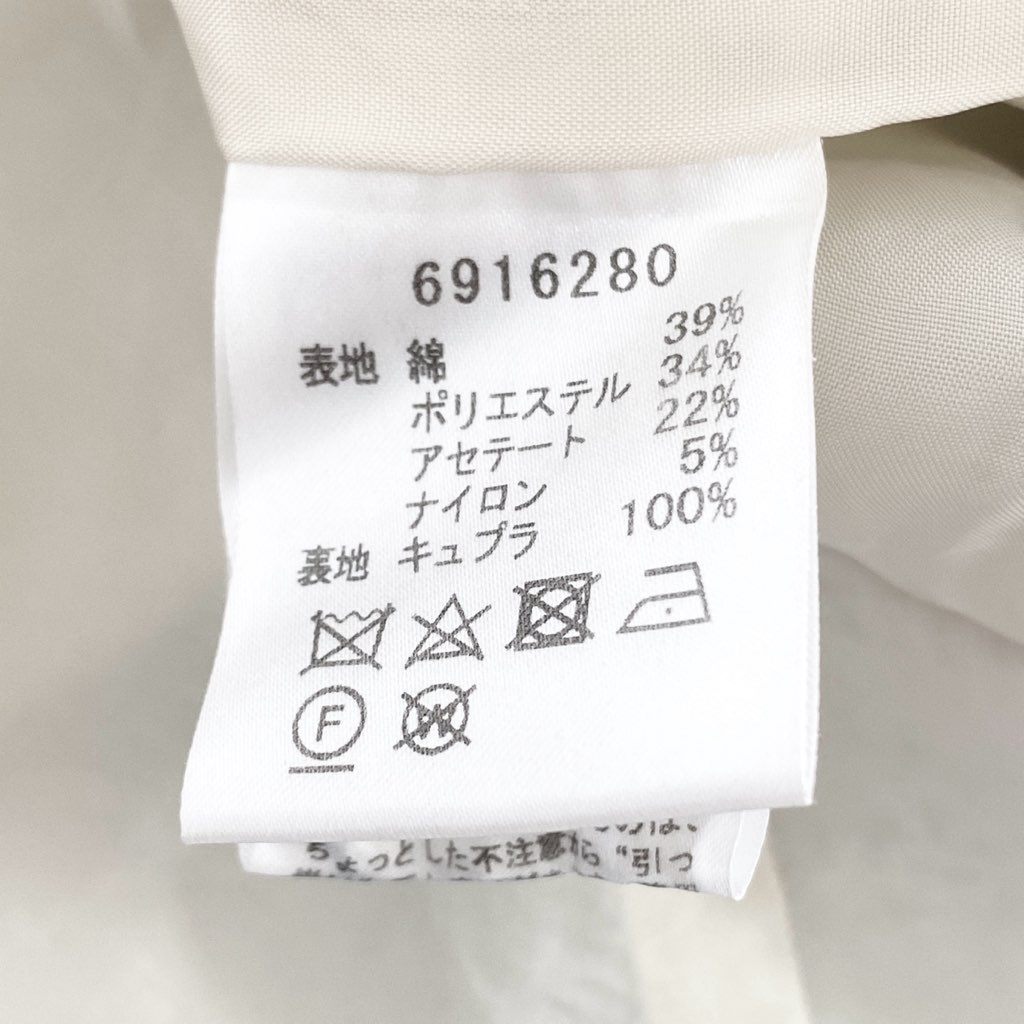 6916280
表地 綿 39%
ポリエステル 34%
アセテート 22%
ナイロン 5%
表地 キュプラ 100%
F W
ちょっとした不注意から“引っ